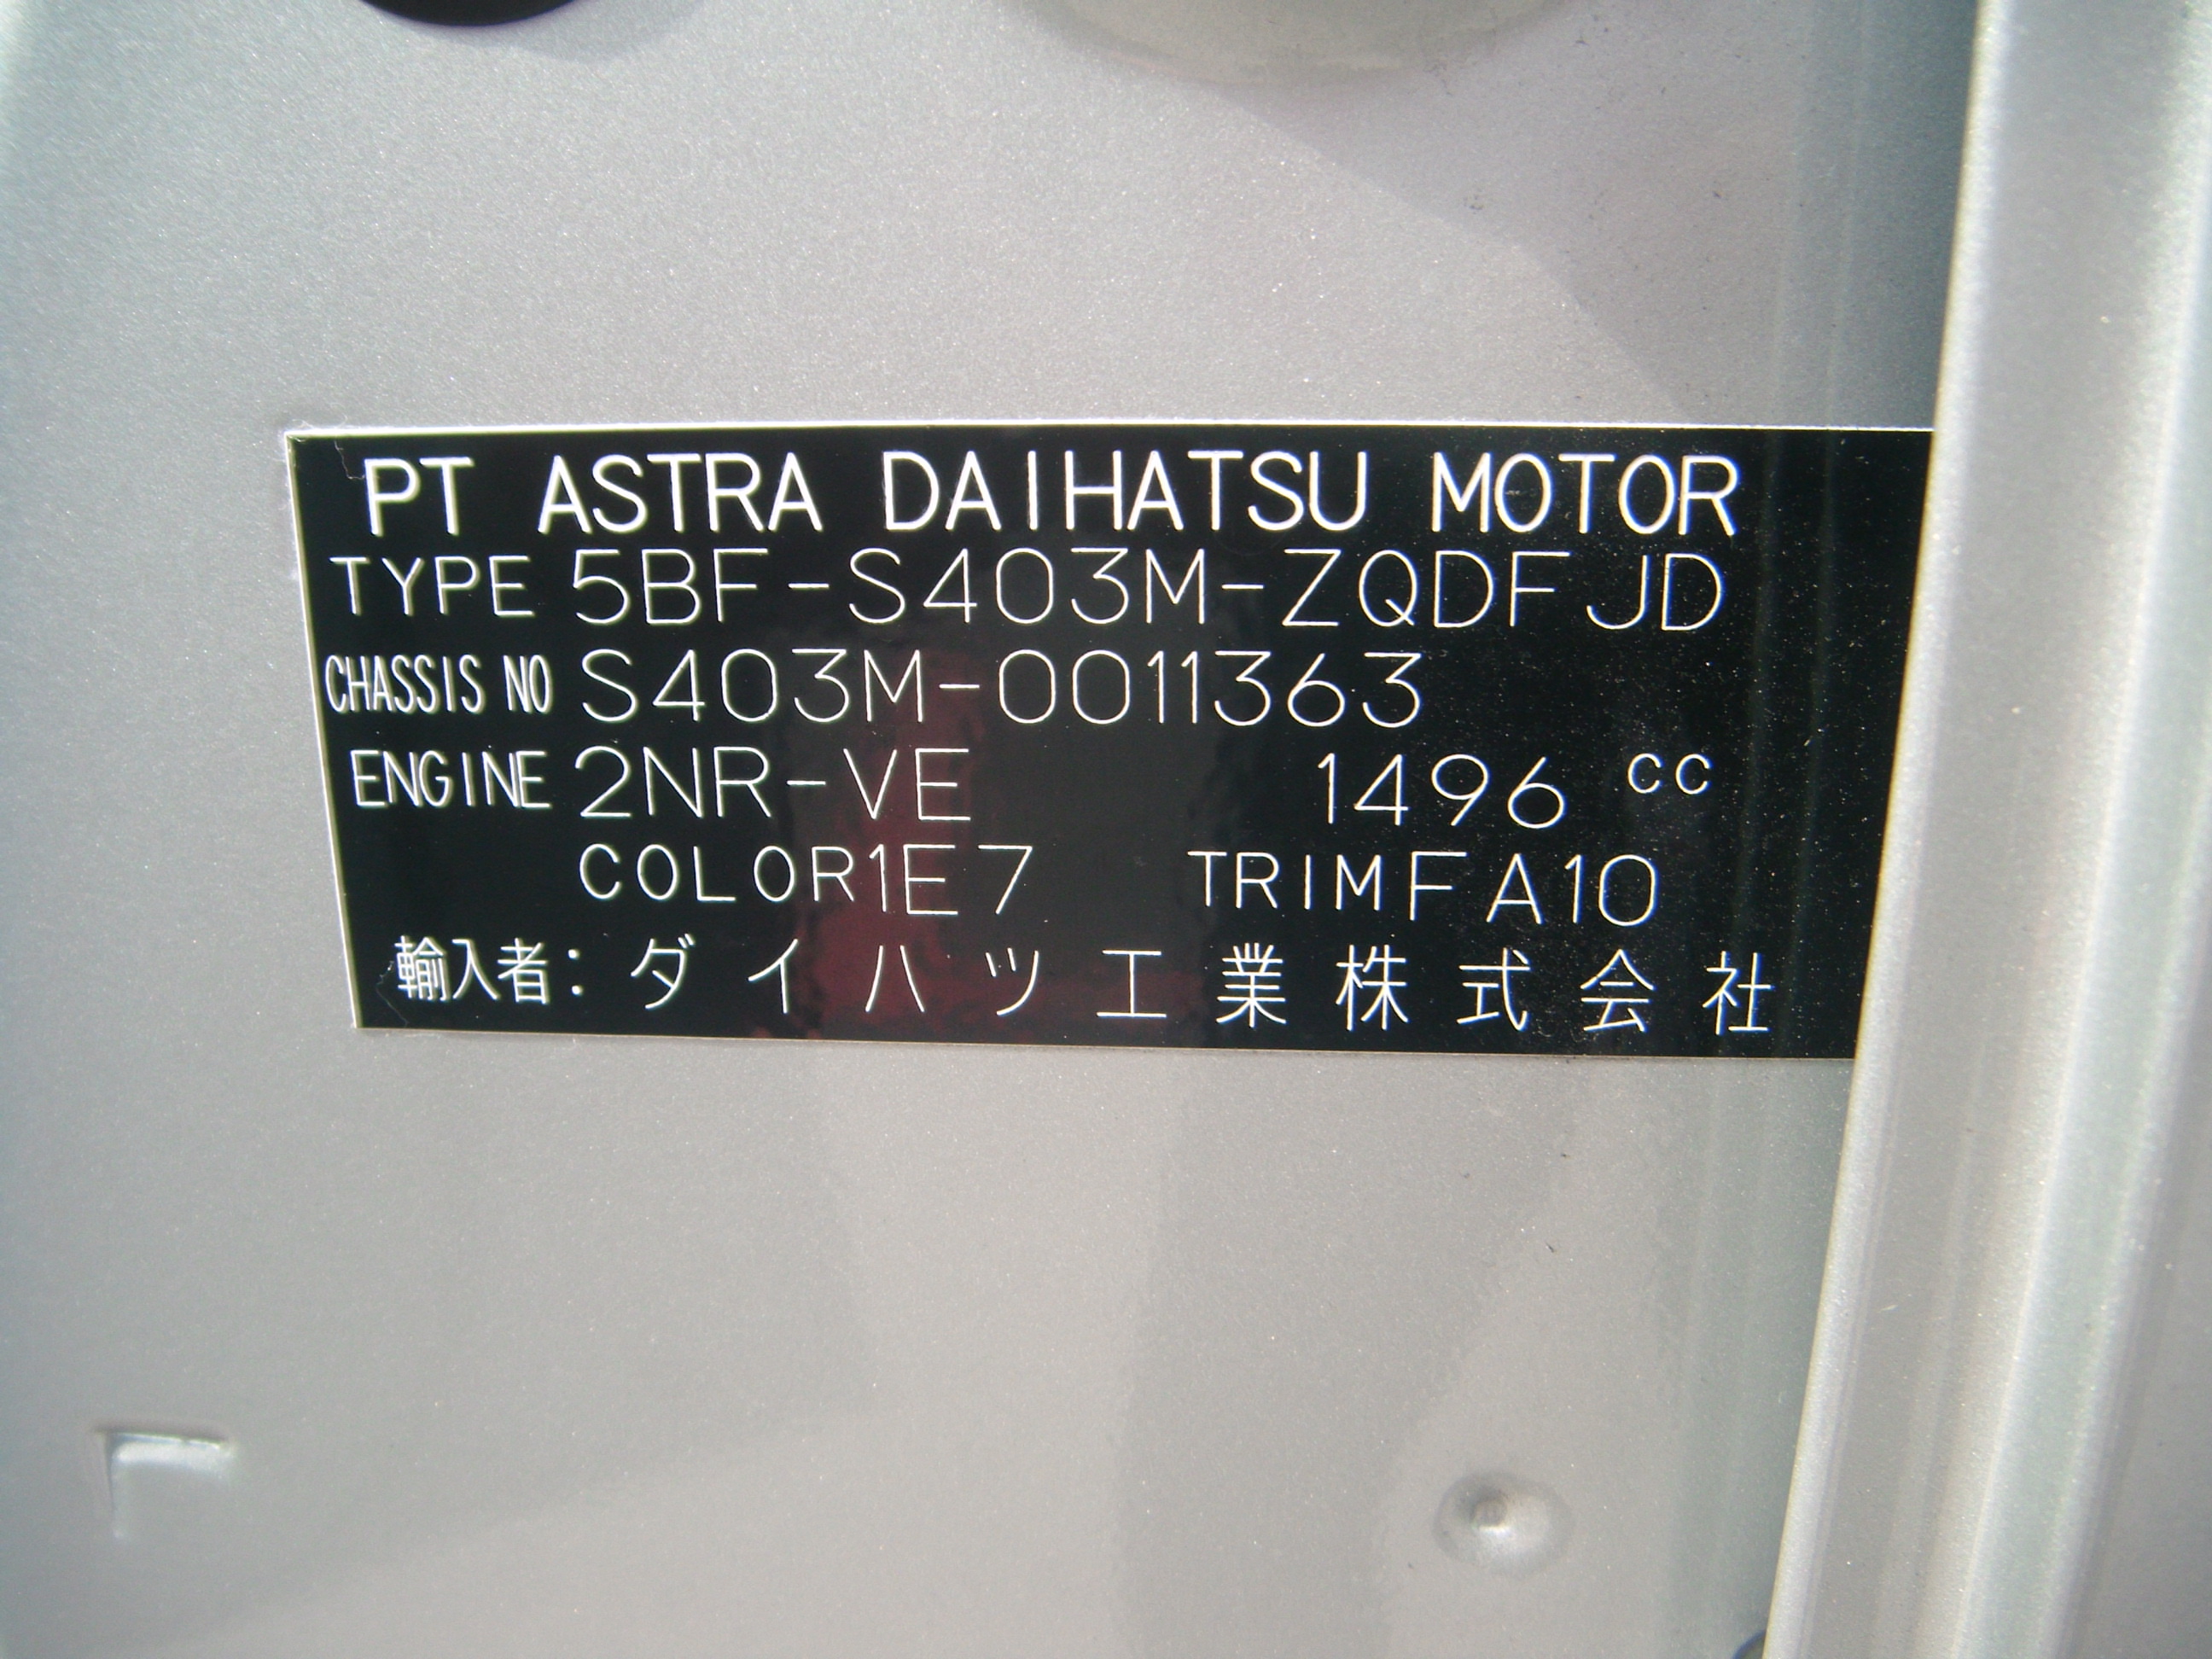 PT ASTRA DAIHATSU MOTOR
TYPE 5BF-S403M-ZQDFJD
CHASSIS NO S403M-0011363
ENGINE 2NR-VE 1496 cc
COLOR 1E7 TRIM FA10
輸入者：ダイハツ工業株式会社